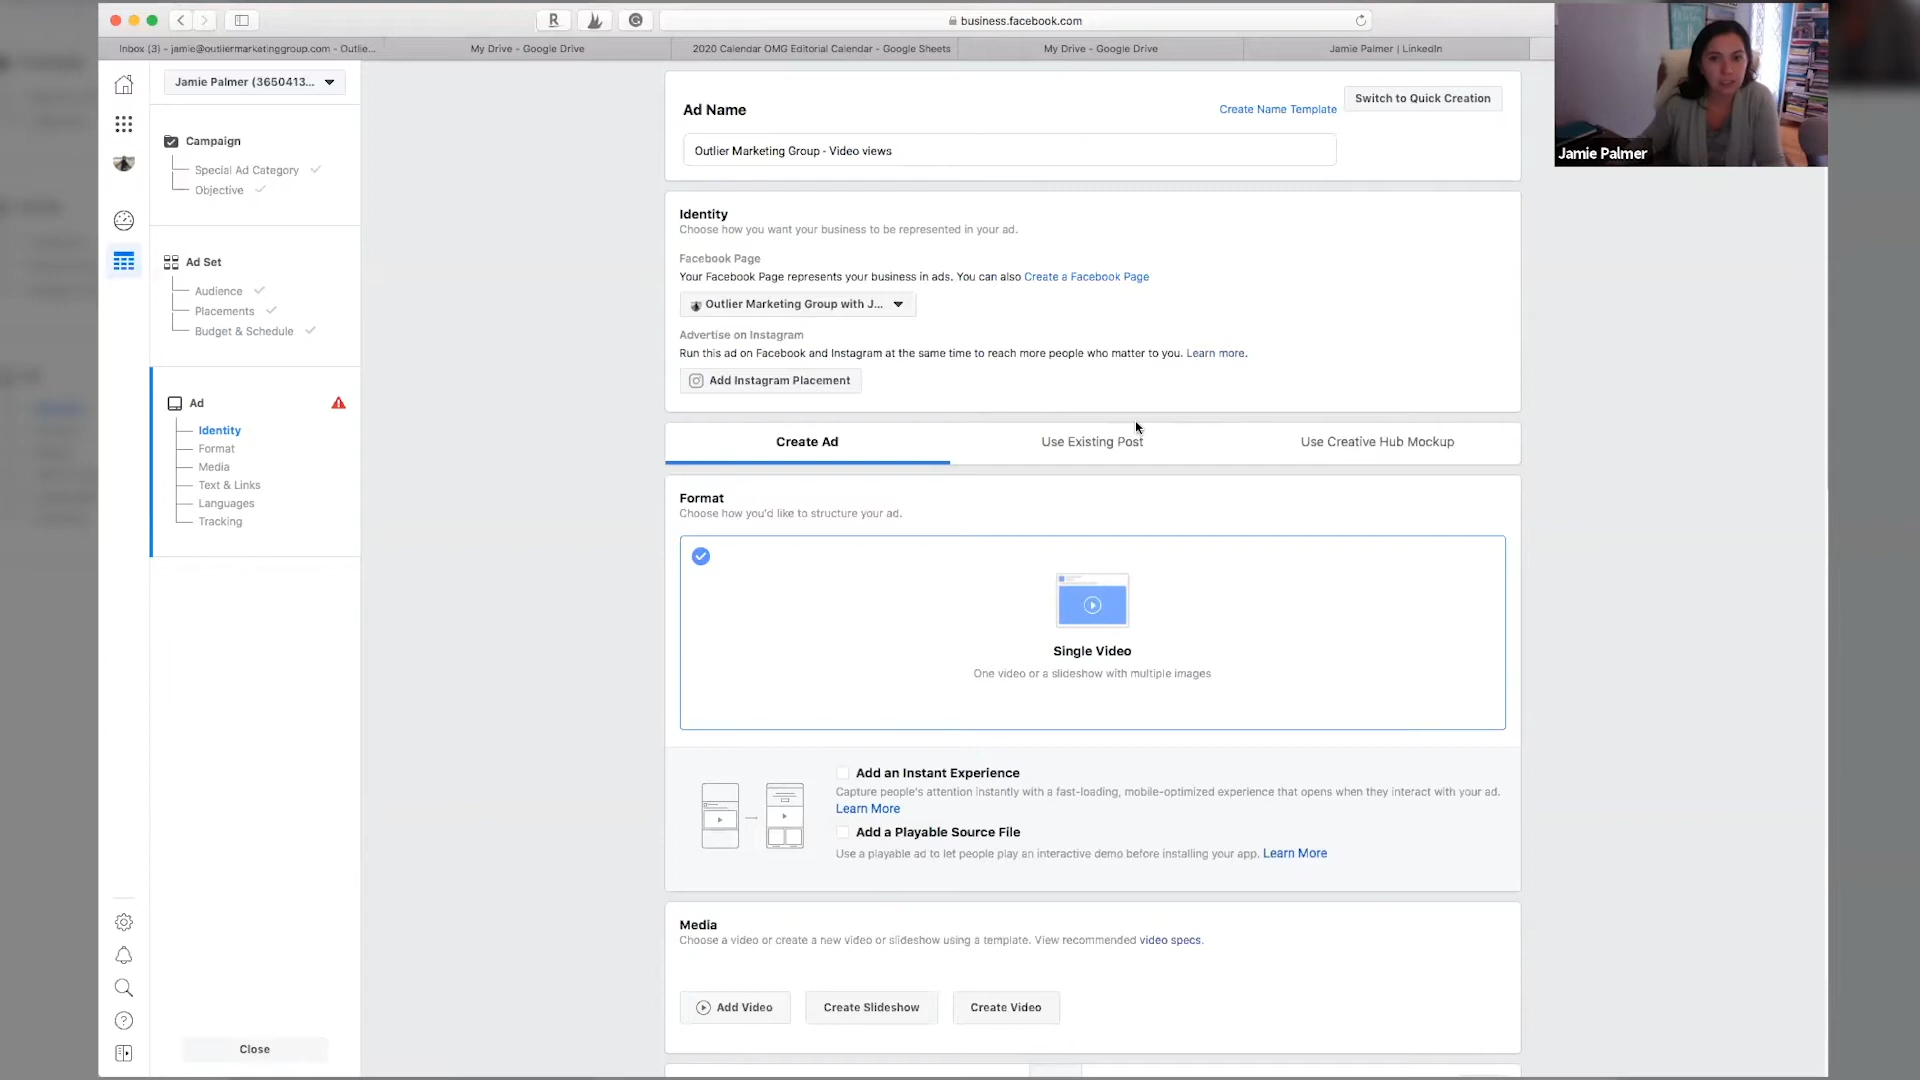 business.facebook.com
Inbox (3) - jamie@outliermarketinggroup.com - Outlie...
My Drive - Google Drive
2020 Calendar OMG Editorial Calendar - Google Sheets
My Drive - Google Drive
Jamie Palmer | LinkedIn
Jamie Palmer
Jamie Palmer (3650413...
Campaign
Special Ad Category
Objective
Ad Set
Audience
Placements
Budget & Schedule
Ad
Identity
Format
Media
Text & Links
Languages
Tracking
Close
Ad Name
Create Name Template
Switch to Quick Creation
Outlier Marketing Group - Video views
Identity
Choose how you want your business to be represented in your ad.
Facebook Page
Your Facebook Page represents your business in ads. You can also Create a Facebook Page
Outlier Marketing Group with J...
Advertise on Instagram
Run this ad on Facebook and Instagram at the same time to reach more people who matter to you. Learn more.
Add Instagram Placement
Create Ad
Use Existing Post
Use Creative Hub Mockup
Format
Choose how you'd like to structure your ad.
Single Video
One video or a slideshow with multiple images
Add an Instant Experience
Capture people's attention instantly with a fast-loading, mobile-optimized experience that opens when they interact with your ad.
Learn More
Add a Playable Source File
Use a playable ad to let people play an interactive demo before installing your app. Learn More
Media
Choose a video or create a new video or slideshow using a template. View recommended video specs.
Add Video
Create Slideshow
Create Video